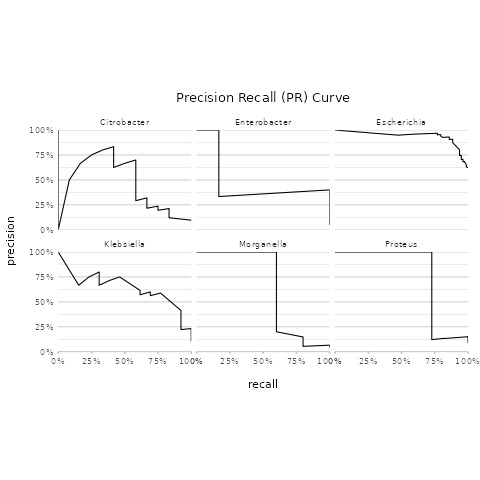 Precision Recall (PR) Curve
Citrobacter Enterobacter Escherichia
100%
75%
50%
25%
0%
precision
Klebsiella Morganella Proteus
100%
75%
50%
25%
0%
0% 25% 50% 75% 100% 0% 25% 50% 75% 100% 0% 25% 50% 75% 100%
recall